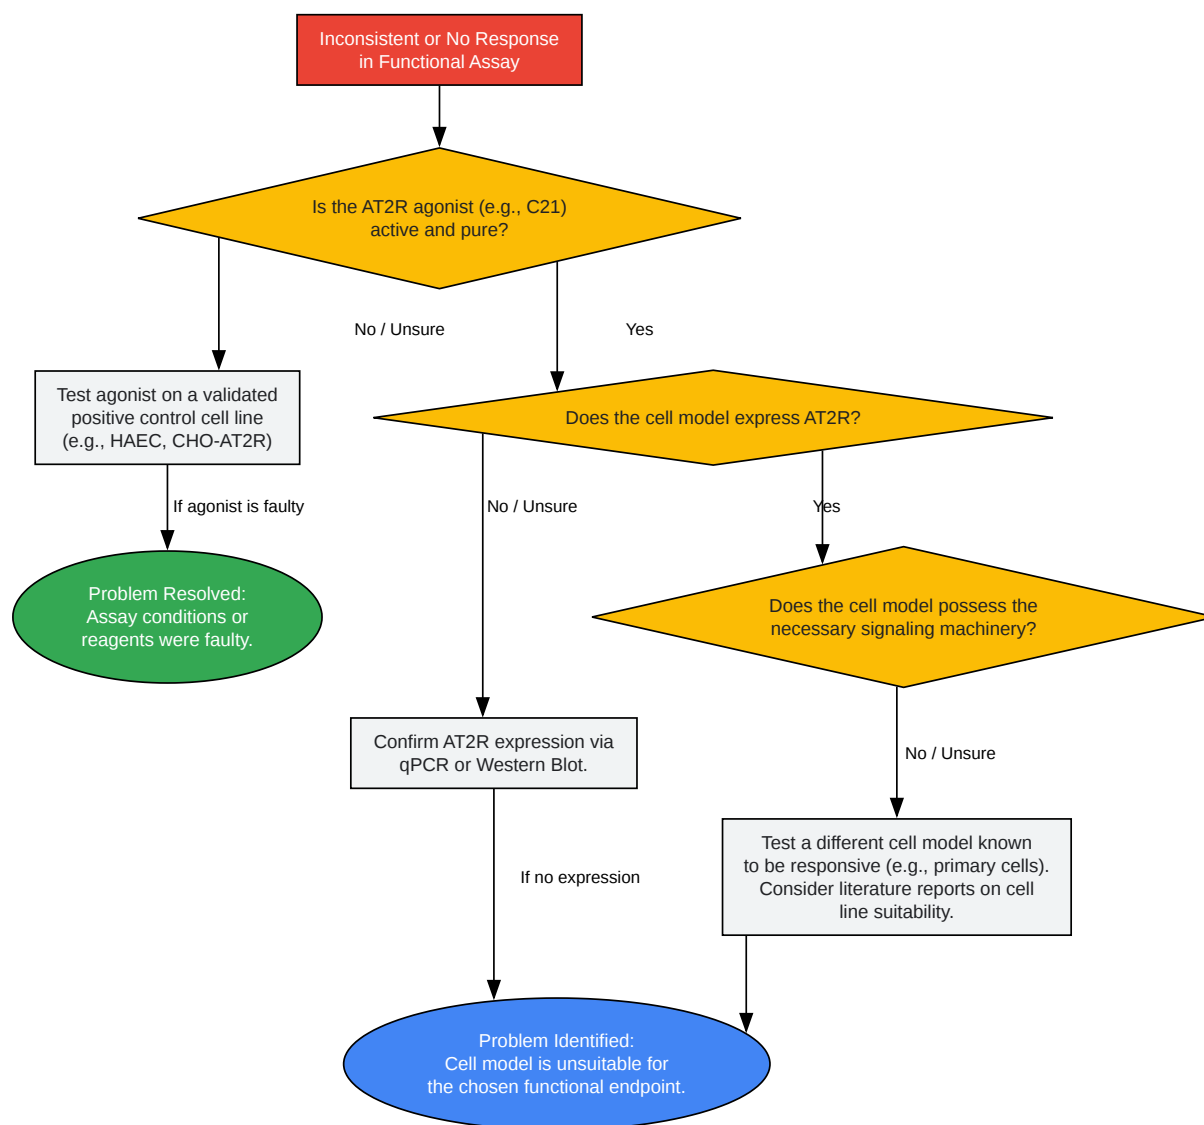 Inconsistent or No Response
in Functional Assay
Is the AT2R agonist (e.g., C21)
active and pure?
No / Unsure
Yes
Test agonist on a validated
positive control cell line
(e.g., HAEC, CHO-AT2R)
Does the cell model express AT2R?
If agonist is faulty
No / Unsure
Yes
Problem Resolved:
Assay conditions or
reagents were faulty.
Does the cell model possess the
necessary signaling machinery?
Confirm AT2R expression via
qPCR or Western Blot.
No / Unsure
Test a different cell model known
to be responsive (e.g., primary cells).
Consider literature reports on cell
line suitability.
If no expression
Problem Identified:
Cell model is unsuitable for
the chosen functional endpoint.